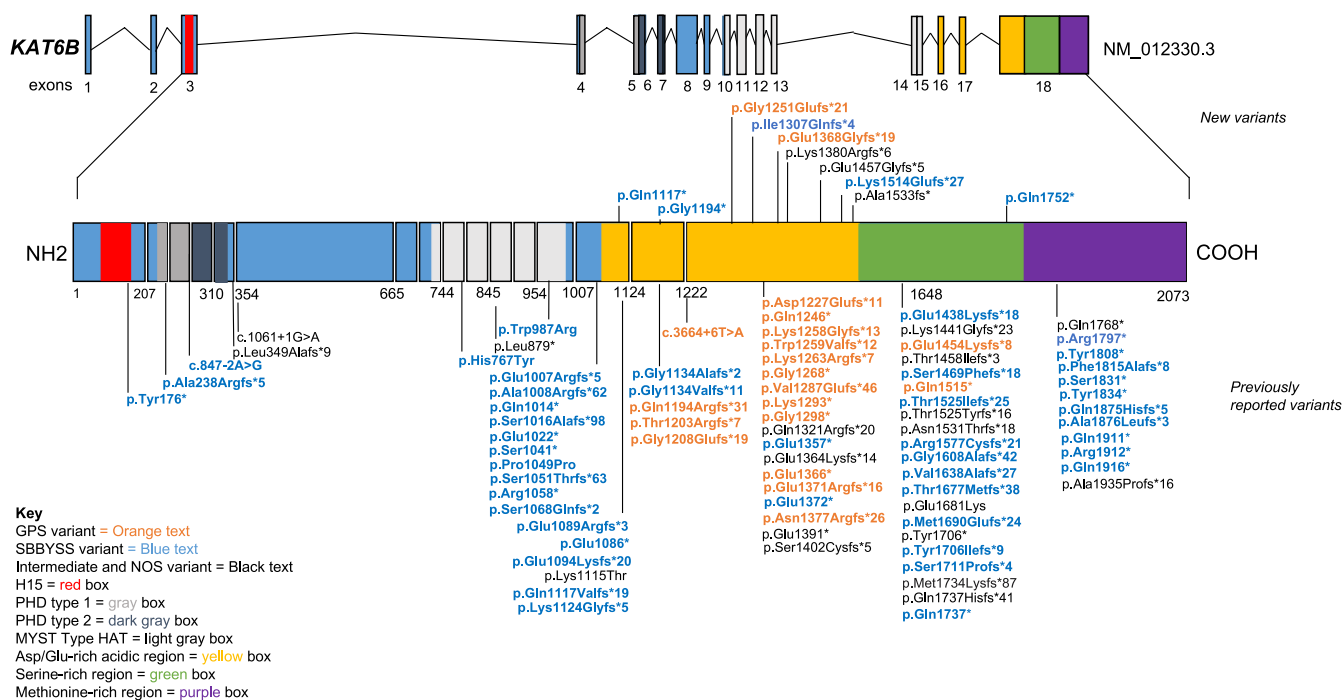 KAT6B
NM_012330.3
exons
1
2
3
4
5
6
7
8
9
10
11
12
13
14
15
16
17
18
New variants
p.Gly1251Glufs*21
p.Ile1307Glnfs*4
p.Glu1368Glyfs*19
p.Lys1380Argfs*6
p.Glu1457Glyfs*5
p.Lys1514Glufs*27
p.Ala1533fs*
p.Gln1117*
p.Gly1194*
p.Gln1752*
NH2
COOH
1
207
310
354
665
744
845
954
1007
1124
1222
1648
2073
Previously
reported variants
c.1061+1G>A
p.Leu349Alafs*9
c.847-2A>G
p.Ala238Argfs*5
p.Tyr176*
p.Trp987Arg
p.Leu879*
p.His767Tyr
p.Glu1007Argfs*5
p.Ala1008Argfs*62
p.Gln1014*
p.Ser1016Alafs*98
p.Glu1022*
p.Ser1041*
p.Pro1049Pro
p.Ser1051Thrfs*63
p.Arg1058*
p.Ser1068Glnfs*2
p.Glu1089Argfs*3
p.Glu1086*
p.Glu1094Lysfs*20
p.Lys1115Thr
p.Gln1117Valfs*19
p.Lys1124Glyfs*5
c.3664+6T>A
p.Gly1134Alafs*2
p.Gly1134Valfs*11
p.Gln1194Argfs*31
p.Thr1203Argfs*7
p.Gly1208Glufs*19
p.Asp1227Glufs*11
p.Gln1246*
p.Lys1258Glyfs*13
p.Trp1259Valfs*12
p.Lys1263Argfs*7
p.Gly1268*
p.Val1287Glufs*46
p.Lys1293*
p.Gly1298*
p.Gln1321Argfs*20
p.Glu1357*
p.Glu1364Lysfs*14
p.Glu1366*
p.Glu1371Argfs*16
p.Glu1372*
p.Asn1377Argfs*26
p.Glu1391*
p.Ser1402Cysfs*5
p.Glu1438Lysfs*18
p.Lys1441Glyfs*23
p.Glu1454Lysfs*8
p.Thr1458Ilefs*3
p.Ser1469Phefs*18
p.Gln1515*
p.Thr1525Ilefs*25
p.Thr1525Tyrfs*16
p.Asn1531Thrfs*18
p.Arg1577Cysfs*21
p.Gly1608Alafs*42
p.Val1638Alafs*27
p.Thr1677Metfs*38
p.Glu1681Lys
p.Met1690Glufs*24
p.Tyr1706*
p.Tyr1706Ilefs*9
p.Ser1711Profs*4
p.Met1734Lysfs*87
p.Gln1737Hisfs*41
p.Gln1737*
p.Gln1768*
p.Arg1797*
p.Tyr1808*
p.Phe1815Alafs*8
p.Ser1831*
p.Tyr1834*
p.Gln1875Hisfs*5
p.Ala1876Leufs*3
p.Gln1911*
p.Arg1912*
p.Gln1916*
p.Ala1935Profs*16
Key
GPS variant = Orange text
SBBYSS variant = Blue text
Intermediate and NOS variant = Black text
H15 = red box
PHD type 1 = gray box
PHD type 2 = dark gray box
MYST Type HAT = light gray box
Asp/Glu-rich acidic region = yellow box
Serine-rich region = green box
Methionine-rich region = purple box